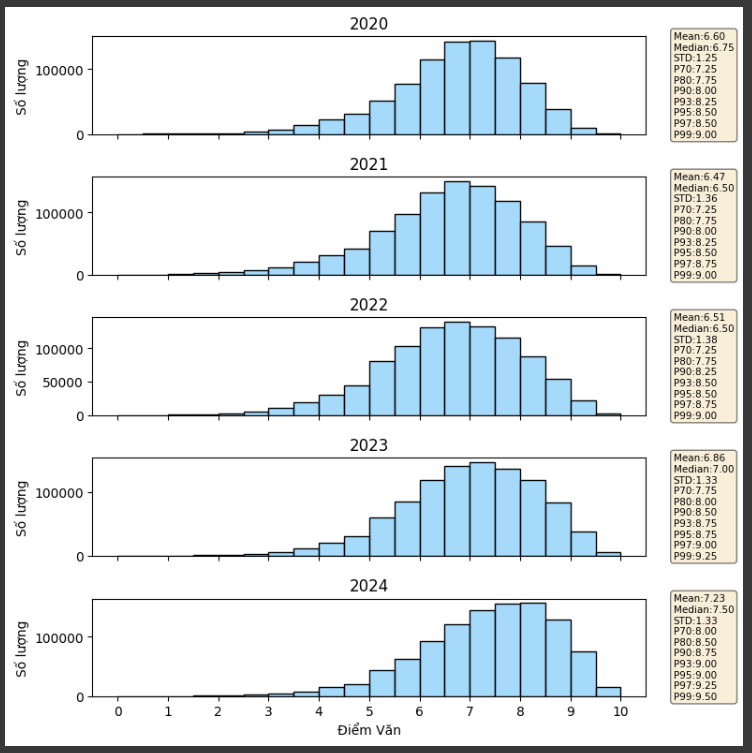 2020
Số lượng
100000
0
Mean:6.60
Median:6.75
STD:1.25
P70:7.25
P80:7.75
P90:8.00
P93:8.25
P95:8.50
P97:8.50
P99:9.00
2021
Số lượng
100000
0
Mean:6.47
Median:6.50
STD:1.36
P70:7.25
P80:7.75
P90:8.00
P93:8.25
P95:8.50
P97:8.75
P99:9.00
2022
Số lượng
100000
50000
0
Mean:6.51
Median:6.50
STD:1.38
P70:7.25
P80:7.75
P90:8.25
P93:8.50
P95:8.50
P97:8.75
P99:9.00
2023
Số lượng
100000
0
Mean:6.86
Median:7.00
STD:1.33
P70:7.75
P80:8.00
P90:8.50
P93:8.75
P95:8.75
P97:9.00
P99:9.25
2024
Số lượng
100000
0
Mean:7.23
Median:7.50
STD:1.33
P70:8.00
P80:8.50
P90:8.75
P93:9.00
P95:9.00
P97:9.25
P99:9.50
0 1 2 3 4 5 6 7 8 9 10
Điểm Văn